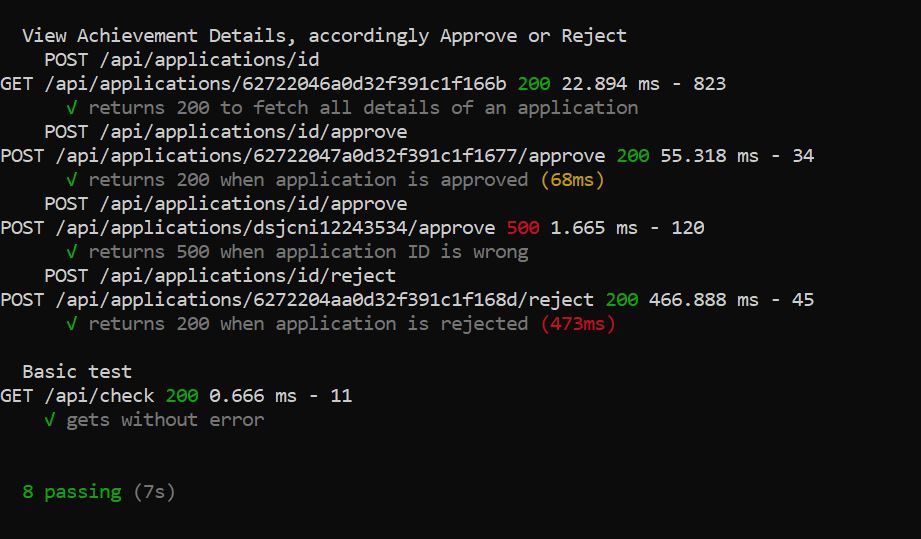 View Achievement Details, accordingly Approve or Reject
POST /api/applications/id
GET /api/applications/62722046a0d32f391c1f166b 200 22.894 ms - 823
√ returns 200 to fetch all details of an application
POST /api/applications/id/approve
POST /api/applications/62722047a0d32f391c1f1677/approve 200 55.318 ms - 34
√ returns 200 when application is approved (68ms)
POST /api/applications/id/approve
POST /api/applications/dsjcni12243534/approve 500 1.665 ms - 120
√ returns 500 when application ID is wrong
POST /api/applications/id/reject
POST /api/applications/6272204aa0d32f391c1f168d/reject 200 466.888 ms - 45
√ returns 200 when application is rejected (473ms)
Basic test
GET /api/check 200 0.666 ms - 11
√ gets without error
8 passing (7s)